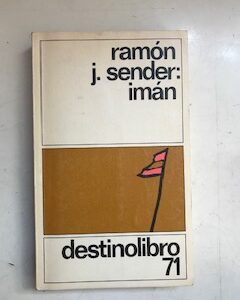 ramón
j. sender:
imán
destinolibro
71